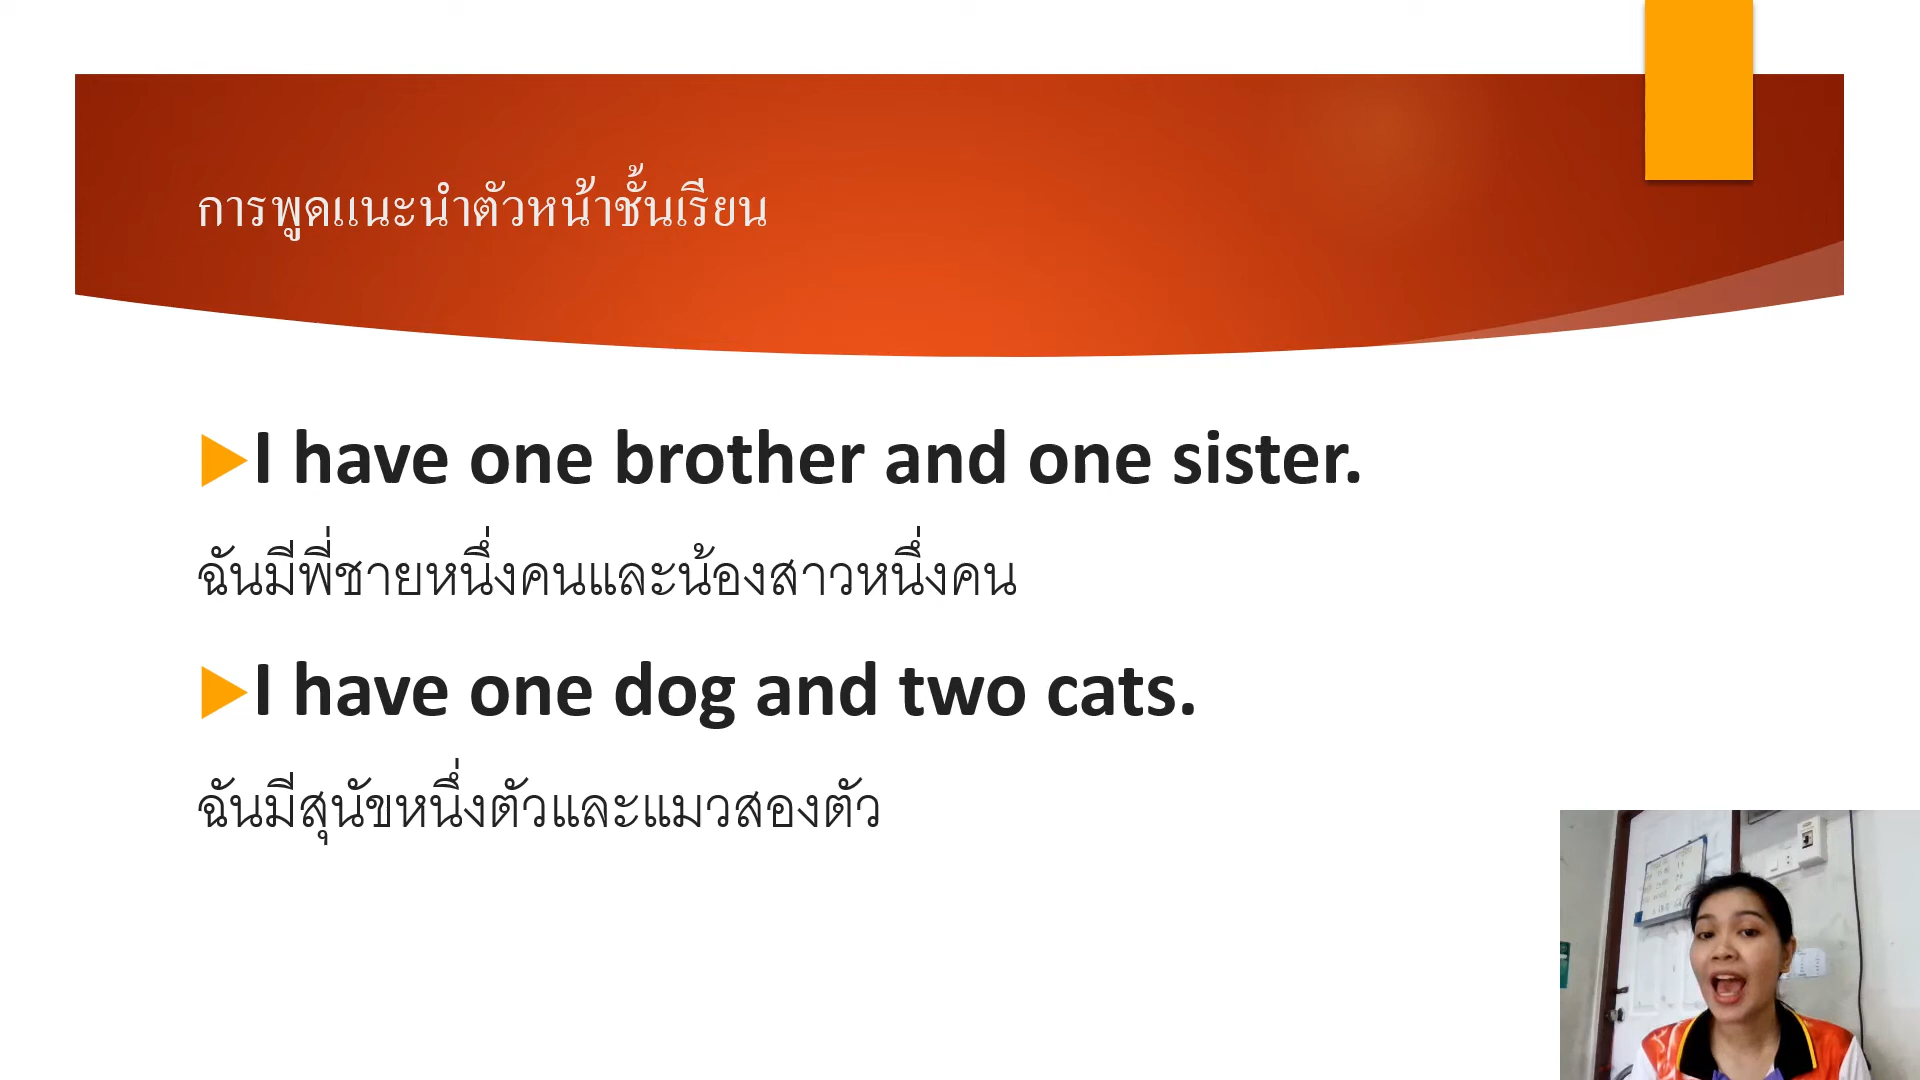 การพูดแนะนำตัวหน้าชั้นเรียน
I have one brother and one sister.
ฉันมีพี่ชายหนึ่งคนและน้องสาวหนึ่งคน
I have one dog and two cats.
ฉันมีสุนัขหนึ่งตัวและแมวสองตัว